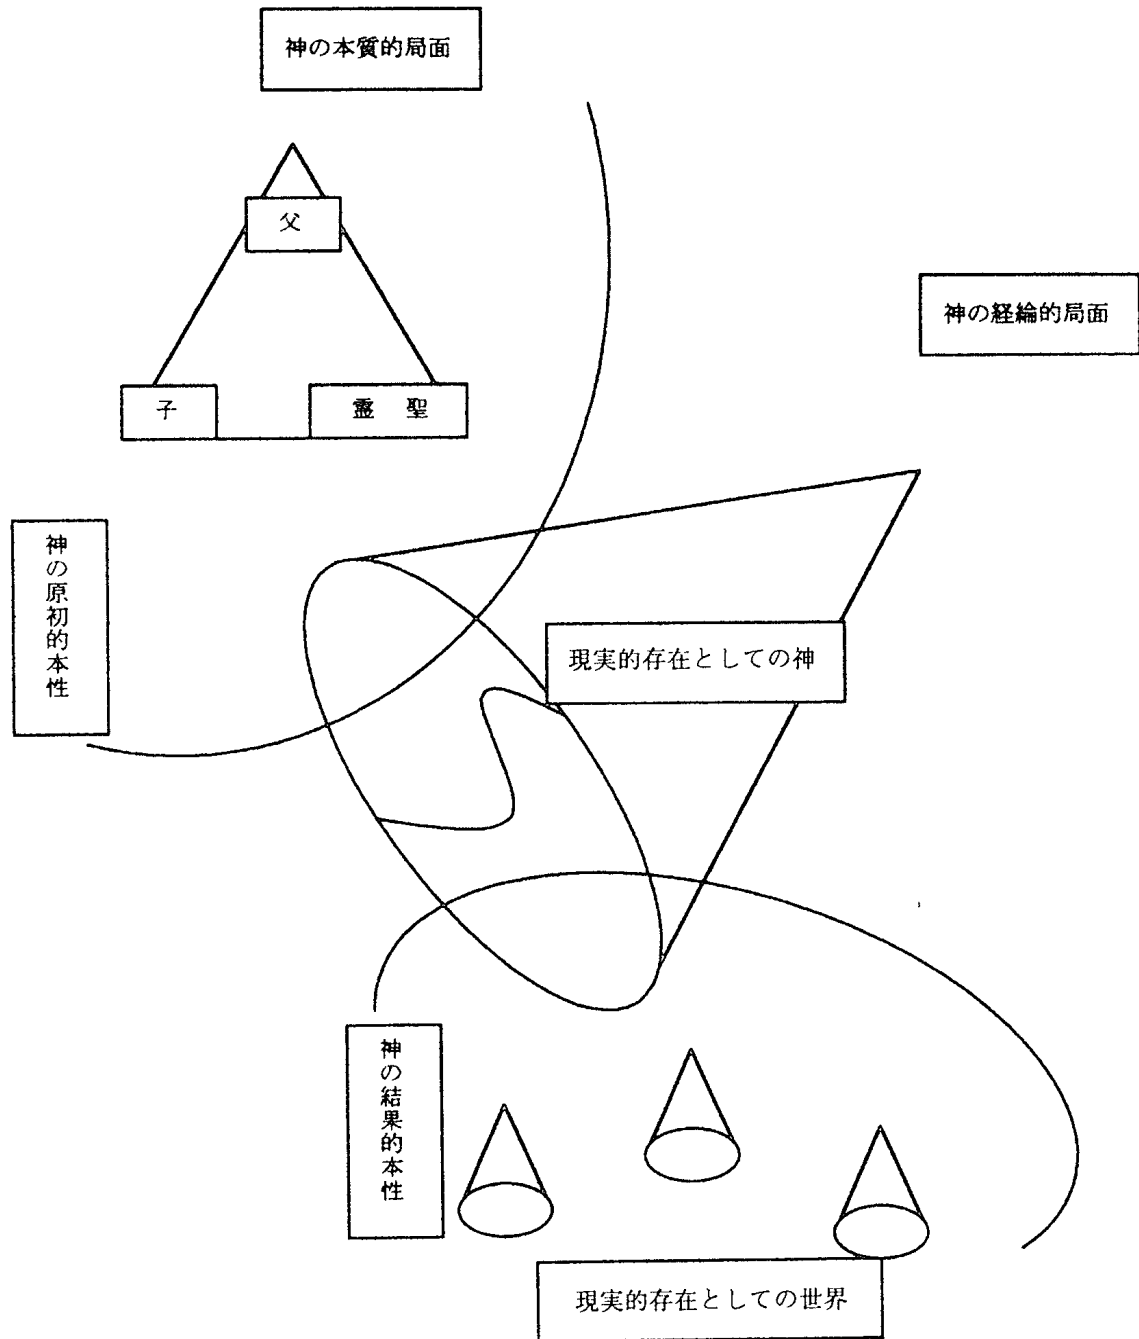 神の本質的局面
父
神の経綸的局面
子
霊 聖
神の原初的本性
現実的存在としての神
神の結果的本性
現実的存在としての世界